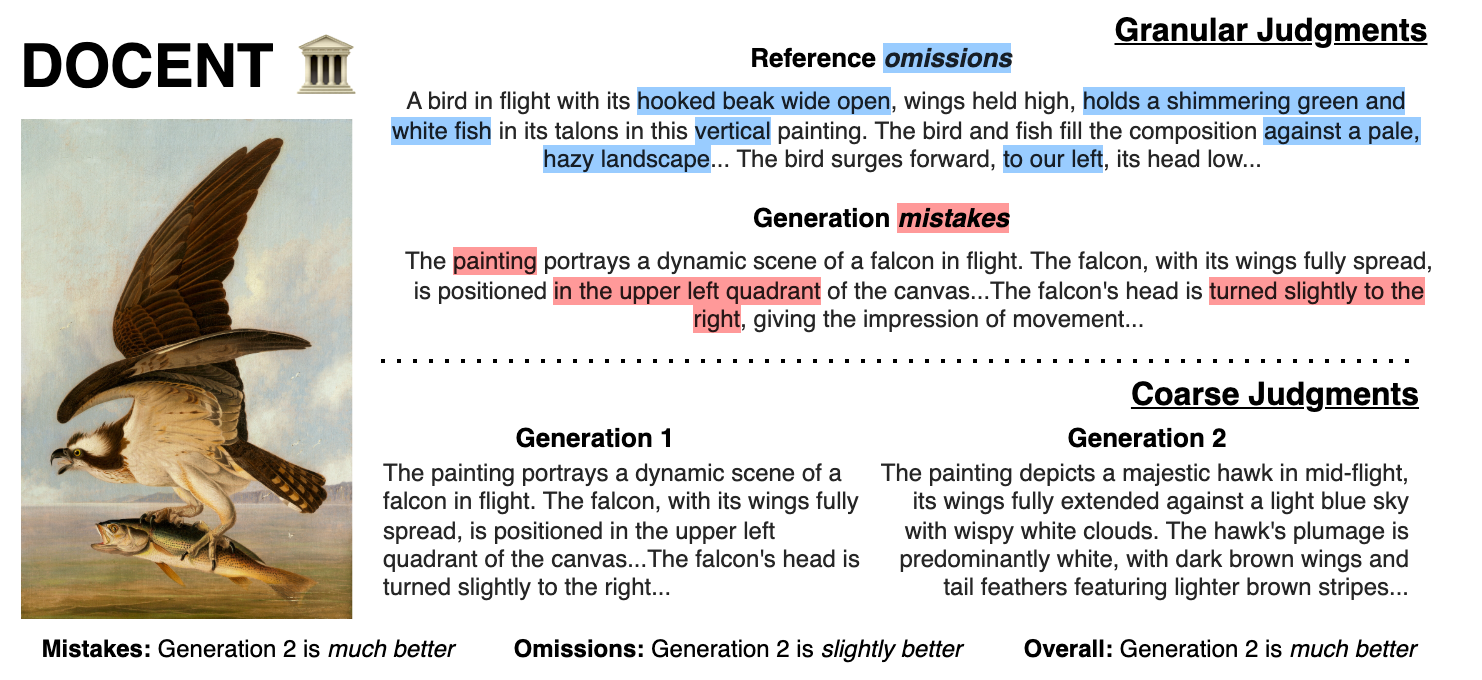 DOCENT
Granular Judgments
Reference omissions
A bird in flight with its hooked beak wide open, wings held high, holds a shimmering green and
white fish in its talons in this vertical painting. The bird and fish fill the composition against a pale,
hazy landscape... The bird surges forward, to our left, its head low...
Generation mistakes
The painting portrays a dynamic scene of a falcon in flight. The falcon, with its wings fully spread,
is positioned in the upper left quadrant of the canvas...The falcon's head is turned slightly to the
right, giving the impression of movement...
Coarse Judgments
Generation 1
The painting portrays a dynamic scene of a
falcon in flight. The falcon, with its wings fully
spread, is positioned in the upper left
quadrant of the canvas...The falcon's head is
turned slightly to the right...
Generation 2
The painting depicts a majestic hawk in mid-flight,
its wings fully extended against a light blue sky
with wispy white clouds. The hawk's plumage is
predominantly white, with dark brown wings and
tail feathers featuring lighter brown stripes...
Mistakes: Generation 2 is much better
Omissions: Generation 2 is slightly better
Overall: Generation 2 is much better